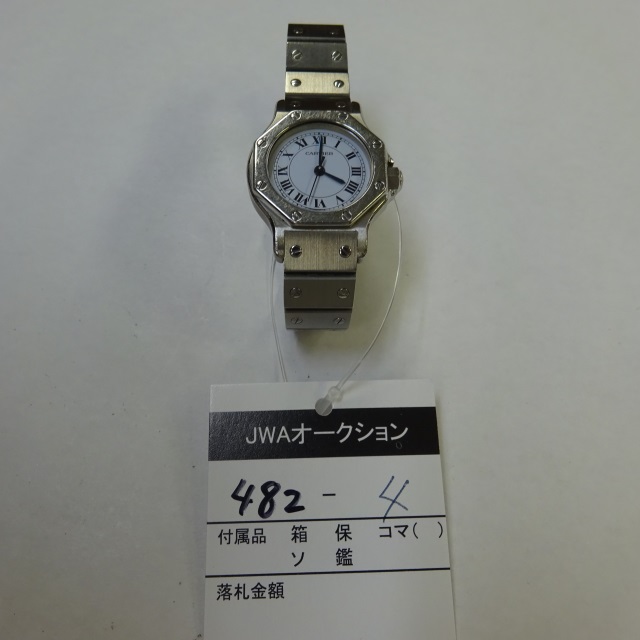 CARTIER
JWAオークション
482 - 4
付属品 箱 保 コマ( )
ソ 鑑
落札金額